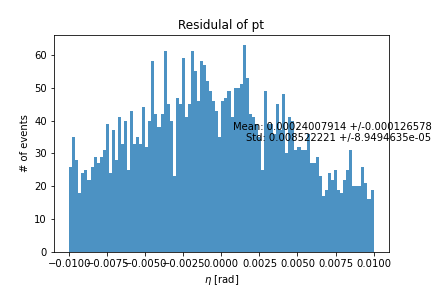 Residulal of pt
# of events
60
50
40
30
20
10
0
Mean: 0.00024007914 +/-0.000126578
Std: 0.008522221 +/-8.9494635e-05
−0.0100 −0.0075 −0.0050 −0.0025 0.0000 0.0025 0.0050 0.0075 0.0100
η [rad]